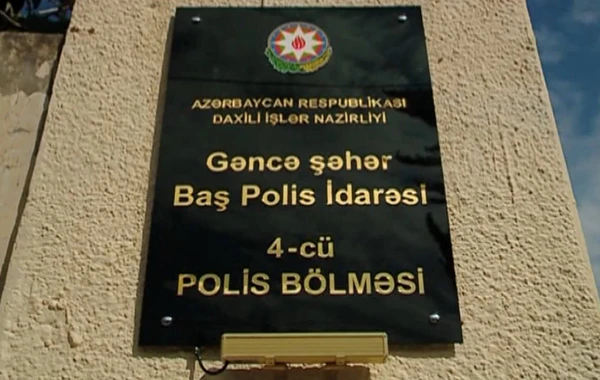 AZƏRBAYCAN RESPUBLİKASI
DAXİLİ İŞLƏR NAZİRLİYİ
Gəncə şəhər
Baş Polis İdarəsi
4-cü
POLİS BÖLMƏSİ